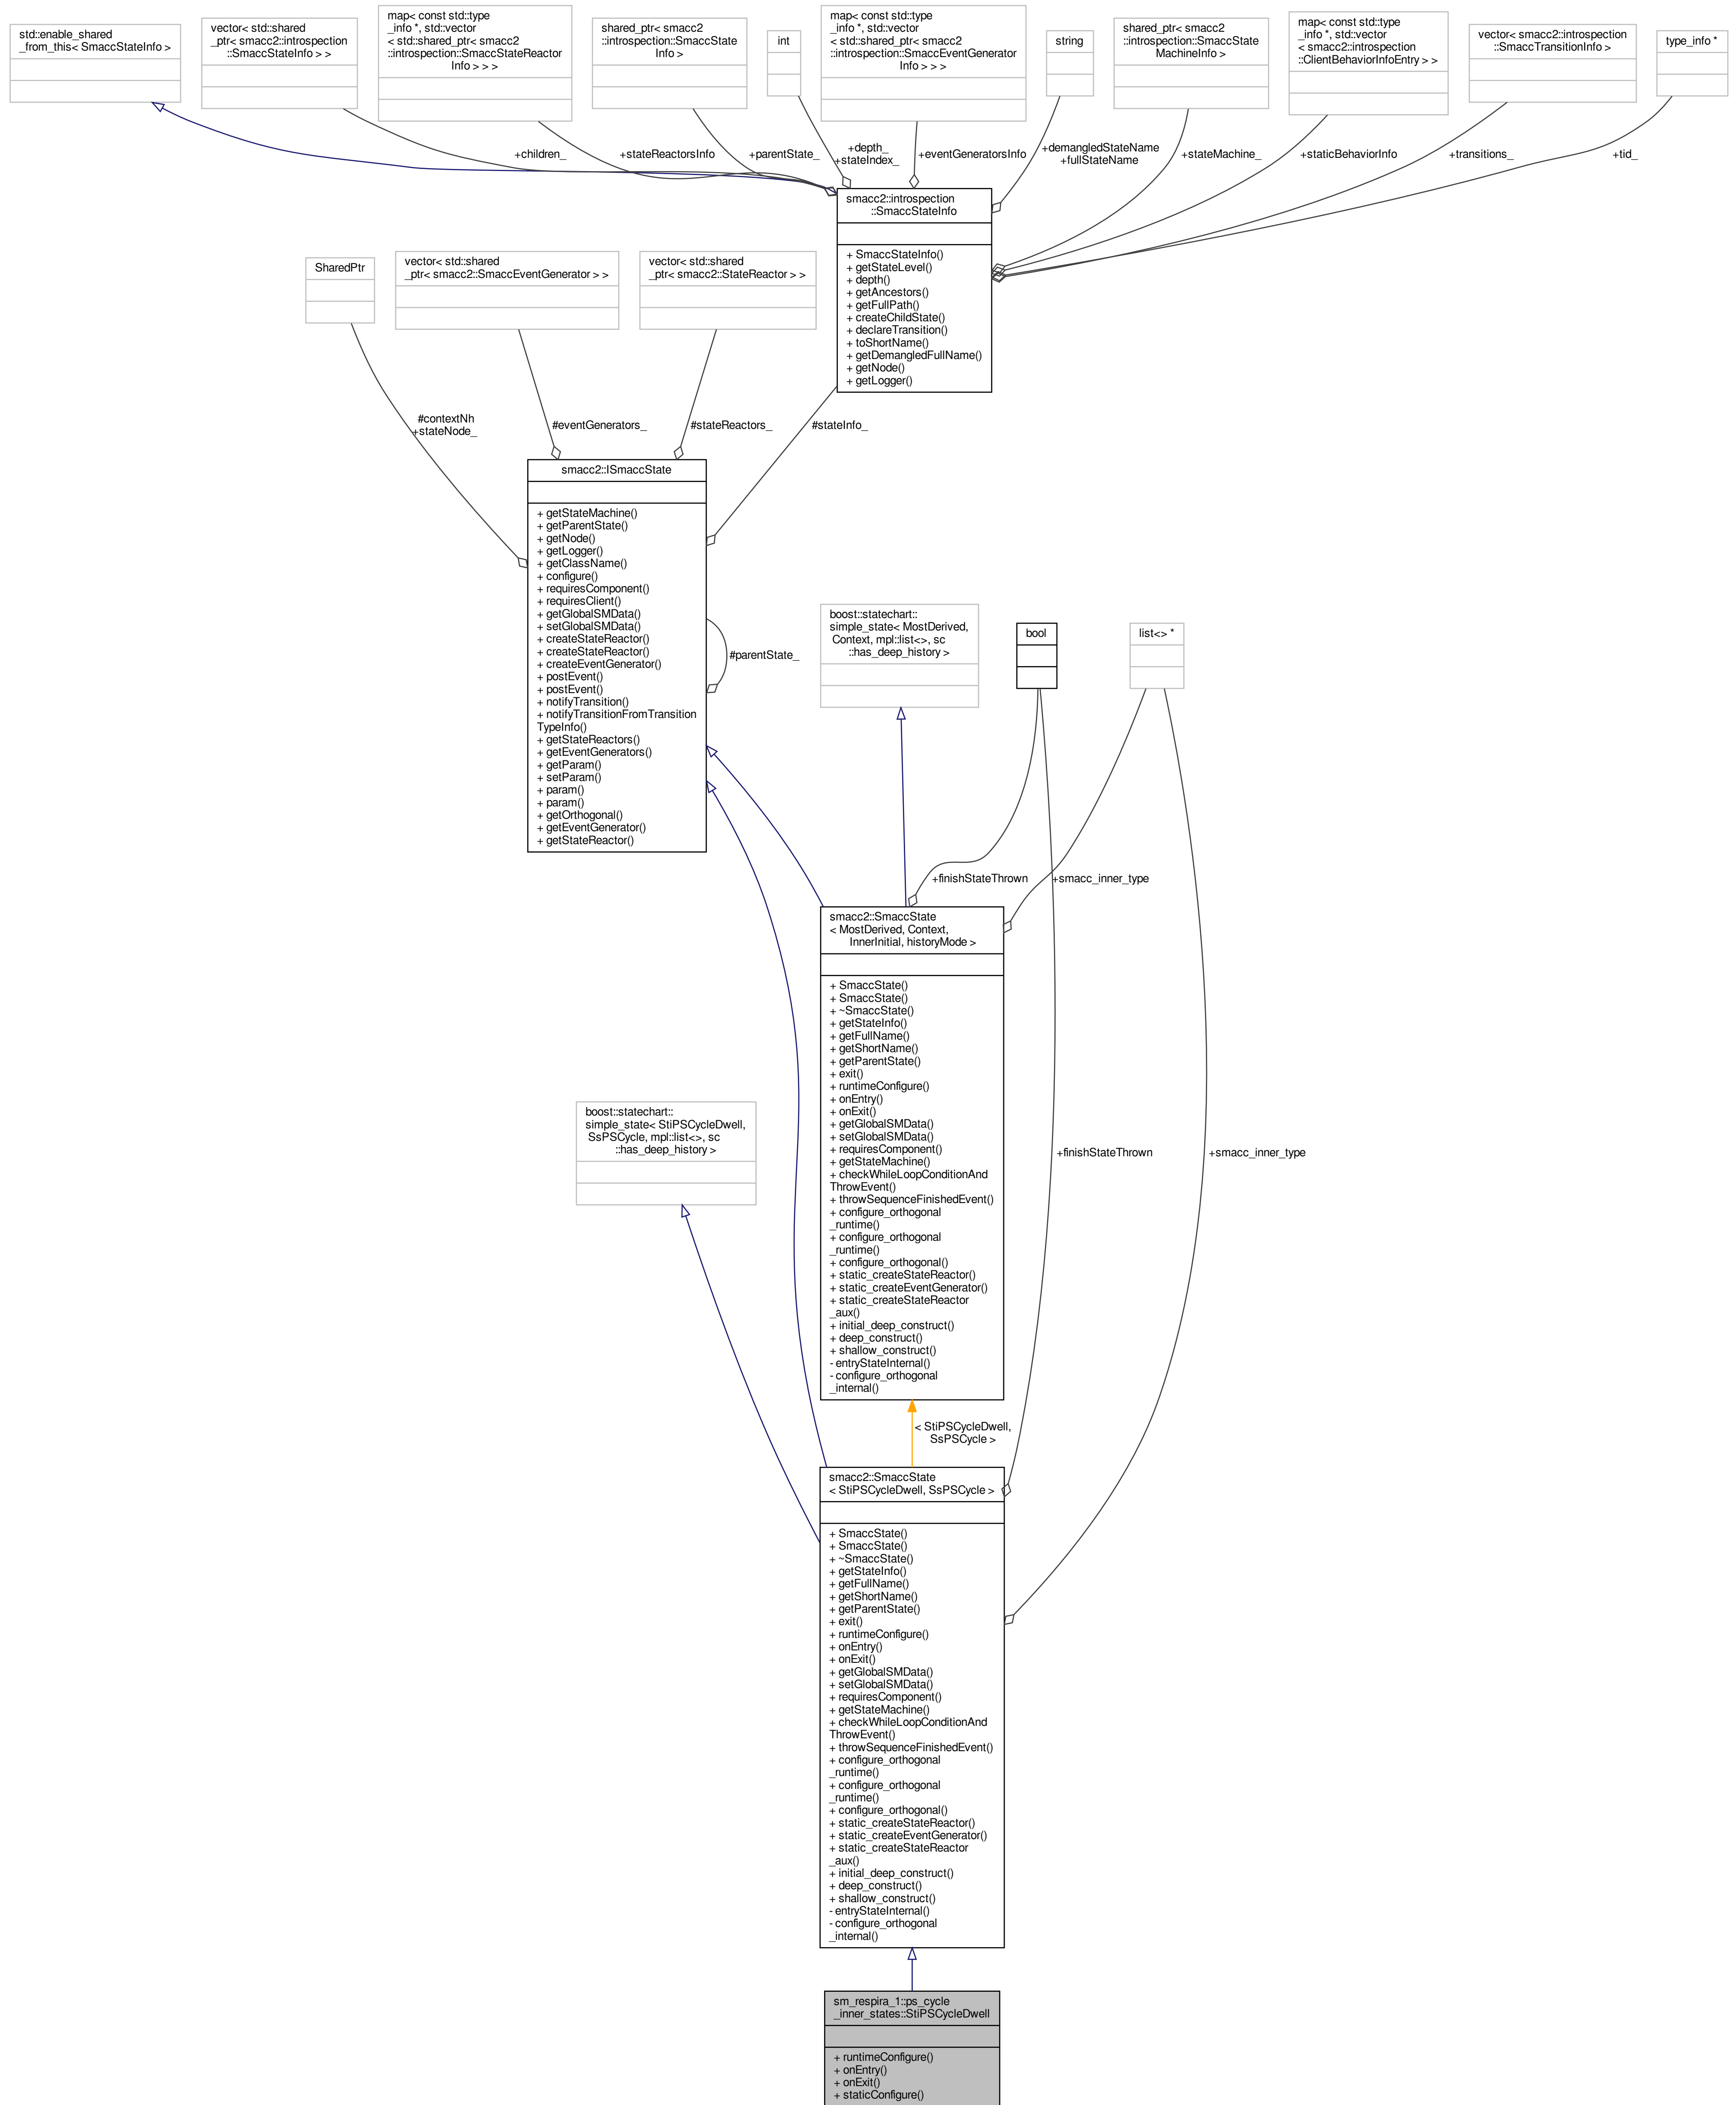 std::enable_shared
_from_this< SmaccStateInfo >
vector< std::shared
_ptr< smacc2::introspection
::SmaccStateInfo > >
map< const std::type
_info *, std::vector
< std::shared_ptr< smacc2
::introspection::SmaccStateReactor
Info > > >
shared_ptr< smacc2
::introspection::SmaccState
Info >
int
map< const std::type
_info *, std::vector
< std::shared_ptr< smacc2
::introspection::SmaccEventGenerator
Info > > >
string
shared_ptr< smacc2
::introspection::SmaccState
MachineInfo >
map< const std::type
_info *, std::vector
< smacc2::introspection
::ClientBehaviorInfoEntry > >
vector< smacc2::introspection
::SmaccTransitionInfo >
type_info *
+children_
+stateReactorsInfo
+parentState_
+depth_
+stateIndex_
+eventGeneratorsInfo
+demangledStateName
+fullStateName
+stateMachine_
+staticBehaviorInfo
+transitions_
+tid_
smacc2::introspection
::SmaccStateInfo
+ SmaccStateInfo()
+ getStateLevel()
+ depth()
+ getAncestors()
+ getFullPath()
+ createChildState()
+ declareTransition()
+ toShortName()
+ getDemangledFullName()
+ getNode()
+ getLogger()
SharedPtr
vector< std::shared
_ptr< smacc2::SmaccEventGenerator > >
vector< std::shared
_ptr< smacc2::StateReactor > >
#contextNh
+stateNode_
#eventGenerators_
#stateReactors_
#stateInfo_
smacc2::ISmaccState
+ getStateMachine()
+ getParentState()
+ getNode()
+ getLogger()
+ getClassName()
+ configure()
+ requiresComponent()
+ requiresClient()
+ getGlobalSMData()
+ setGlobalSMData()
+ createStateReactor()
+ createStateReactor()
+ createEventGenerator()
+ postEvent()
+ postEvent()
+ notifyTransition()
+ notifyTransitionFromTransition
TypeInfo()
+ getStateReactors()
+ getEventGenerators()
+ getParam()
+ setParam()
+ param()
+ param()
+ getOrthogonal()
+ getEventGenerator()
+ getStateReactor()
#parentState_
boost::statechart::
simple_state< MostDerived,
Context, mpl::list<>, sc
::has_deep_history >
bool
list<> *
+finishStateThrown
+smacc_inner_type
smacc2::SmaccState
< MostDerived, Context,
InnerInitial, historyMode >
+ SmaccState()
+ SmaccState()
+ ~SmaccState()
+ getStateInfo()
+ getFullName()
+ getShortName()
+ getParentState()
+ exit()
+ runtimeConfigure()
+ onEntry()
+ onExit()
+ getGlobalSMData()
+ setGlobalSMData()
+ requiresComponent()
+ getStateMachine()
+ checkWhileLoopConditionAnd
ThrowEvent()
+ throwSequenceFinishedEvent()
+ configure_orthogonal
_runtime()
+ configure_orthogonal
_runtime()
+ configure_orthogonal()
+ static_createStateReactor()
+ static_createEventGenerator()
+ static_createStateReactor
_aux()
+ initial_deep_construct()
+ deep_construct()
+ shallow_construct()
- entryStateInternal()
- configure_orthogonal
_internal()
boost::statechart::
simple_state< StiPSCycleDwell,
SsPSCycle, mpl::list<>, sc
::has_deep_history >
+finishStateThrown
+smacc_inner_type
< StiPSCycleDwell,
SsPSCycle >
smacc2::SmaccState
< StiPSCycleDwell, SsPSCycle >
+ SmaccState()
+ SmaccState()
+ ~SmaccState()
+ getStateInfo()
+ getFullName()
+ getShortName()
+ getParentState()
+ exit()
+ runtimeConfigure()
+ onEntry()
+ onExit()
+ getGlobalSMData()
+ setGlobalSMData()
+ requiresComponent()
+ getStateMachine()
+ checkWhileLoopConditionAnd
ThrowEvent()
+ throwSequenceFinishedEvent()
+ configure_orthogonal
_runtime()
+ configure_orthogonal
_runtime()
+ configure_orthogonal()
+ static_createStateReactor()
+ static_createEventGenerator()
+ static_createStateReactor
_aux()
+ initial_deep_construct()
+ deep_construct()
+ shallow_construct()
- entryStateInternal()
- configure_orthogonal
_internal()
sm_respira_1::ps_cycle
_inner_states::StiPSCycleDwell
+ runtimeConfigure()
+ onEntry()
+ onExit()
+ staticConfigure()